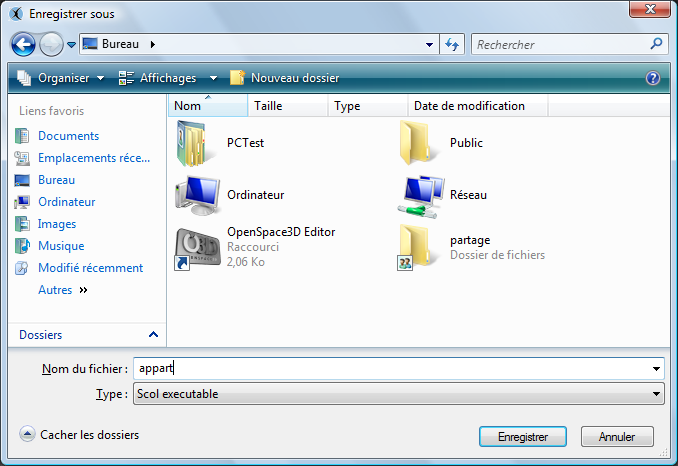 Enregistrer sous
Bureau
Rechercher
Organiser Affichages Nouveau dossier ?
Liens favoris
Documents
Emplacements réce...
Bureau
Ordinateur
Images
Musique
Modifié récemment
Autres »
Dossiers
Nom Taille Type Date de modification
PCTest
Public
Ordinateur
Réseau
OpenSpace3D Editor
Raccourci
2,06 Ko
partage
Dossier de fichiers
Nom du fichier : appart
Type : Scol executable
Cacher les dossiers
Enregistrer Annuler